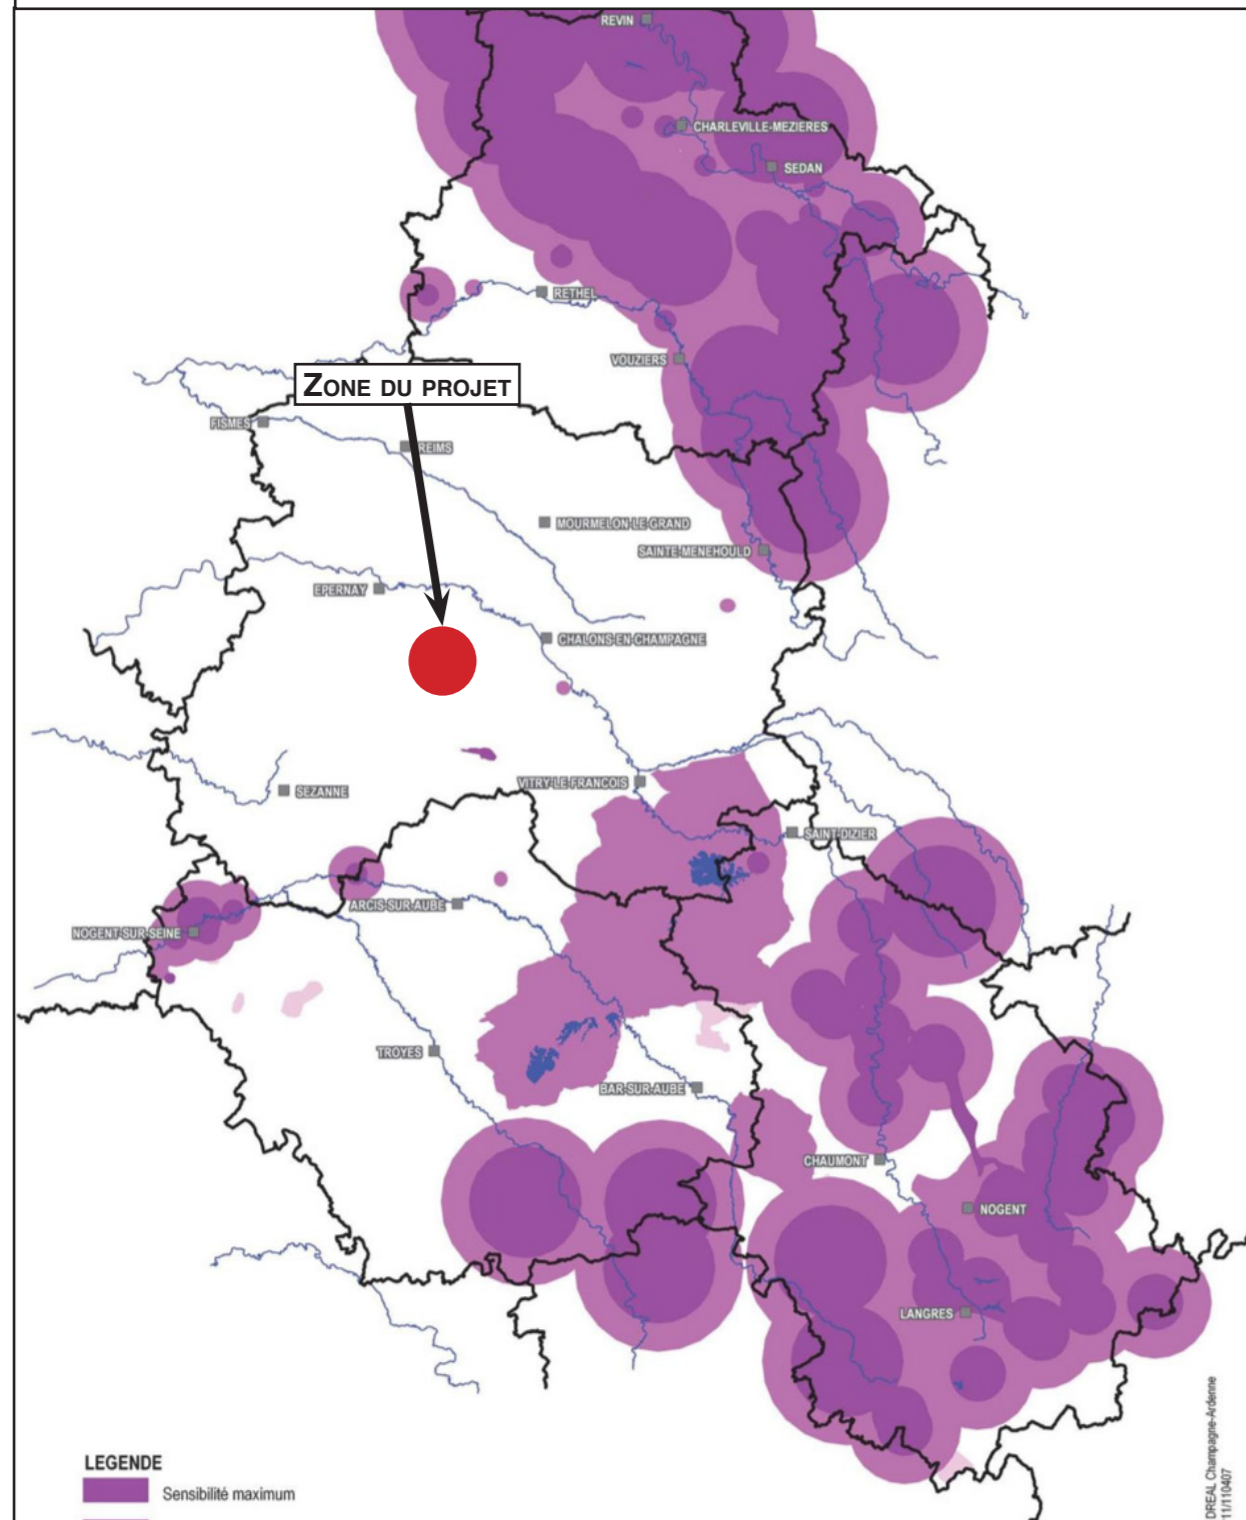 REVIN
CHARLEVILLE-MEZIERES
SEDAN
RETHEL
VOUZIERS
ZONE DU PROJET
FISMES
REIMS
MOURMELON-LE-GRAND
SAINTE-MENEHOULD
EPERNAY
CHALONS-EN-CHAMPAGNE
VITRY-LE-FRANCOIS
SEZANNE
SAINT-DIZIER
ARCIS-SUR-AUBE
NOGENT-SUR-SEINE
TROYES
BAR-SUR-AUBE
CHAUMONT
NOGENT
LANGRES
LEGENDE
Sensibilité maximum
DREAL Champagne-Ardenne
11/110407